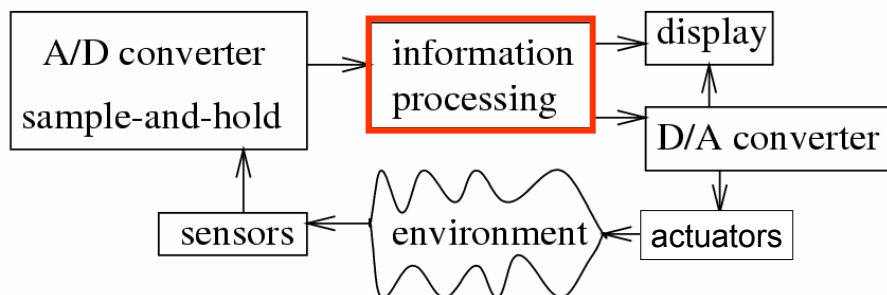 A/D converter
sample-and-hold
information
processing
display
D/A converter
sensors
environment
actuators